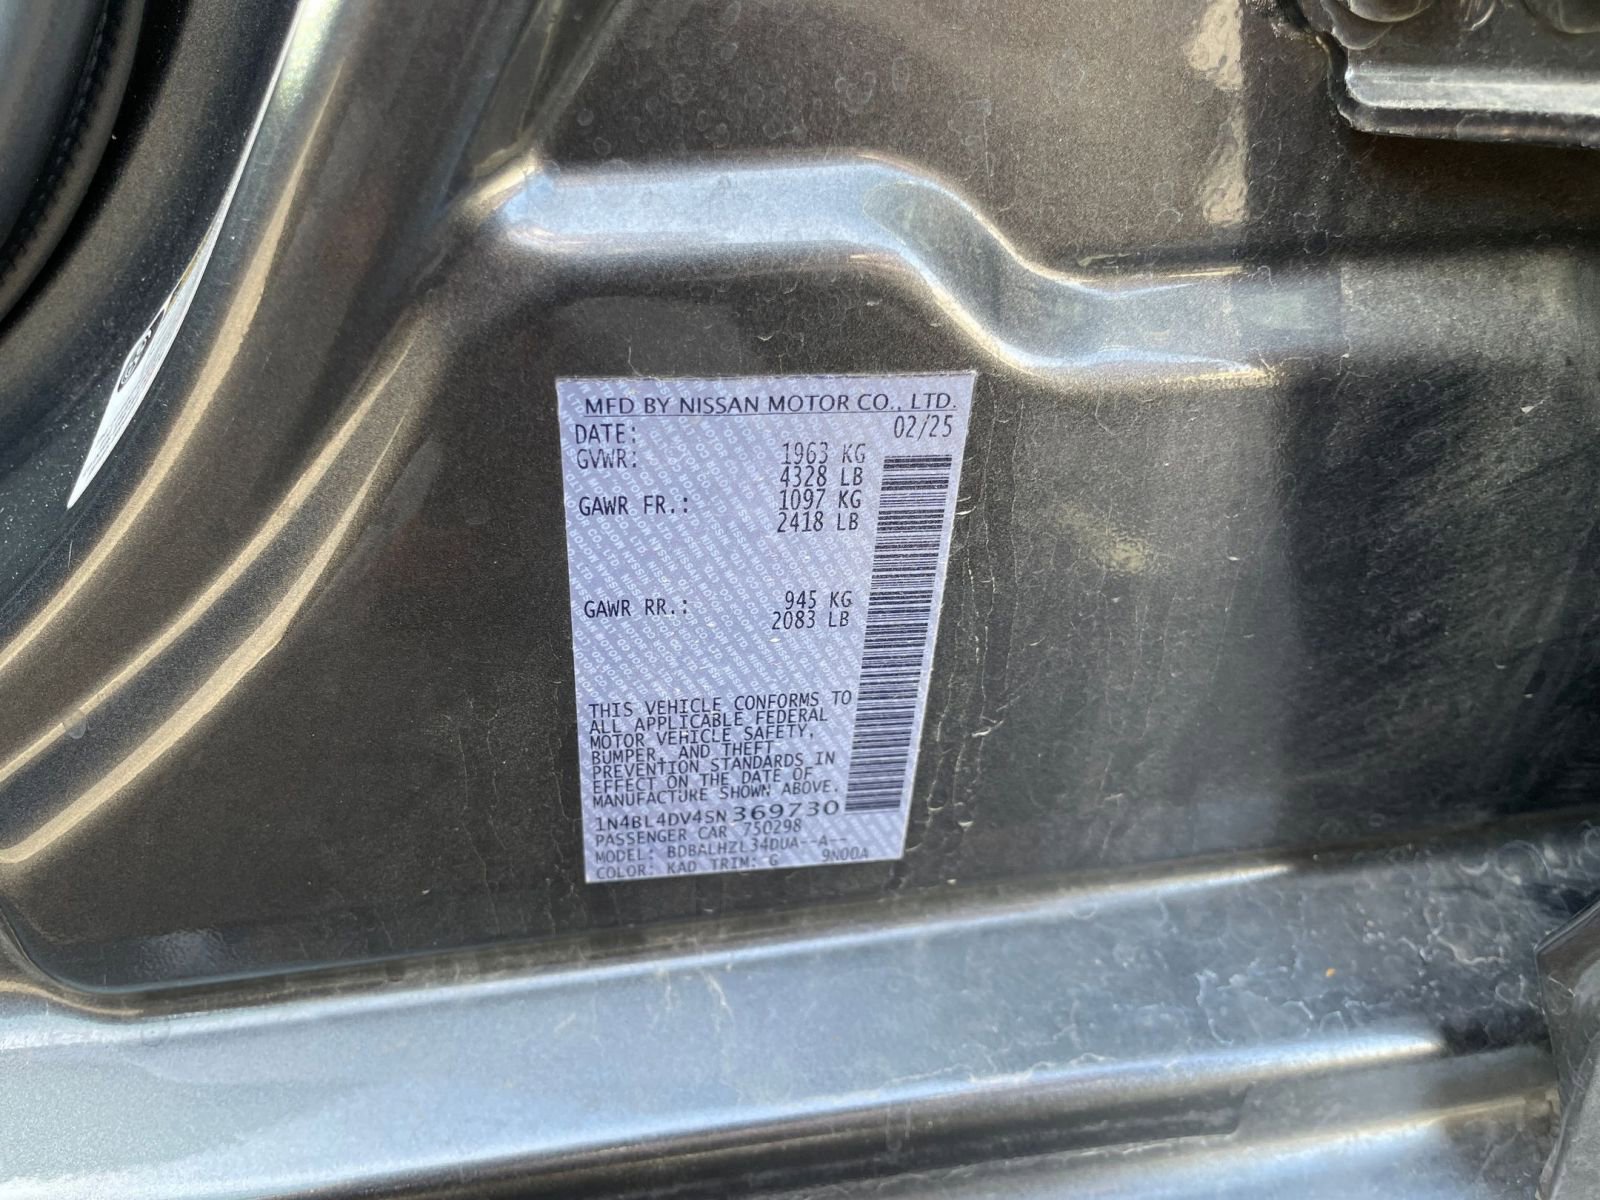 MFD BY NISSAN MOTOR CO., LTD.
DATE: 02/25
GVWR: 1963 KG
4328 LB
GAWR FR.: 1097 KG
2418 LB
GAWR RR.: 945 KG
2083 LB
THIS VEHICLE CONFORMS TO
ALL APPLICABLE FEDERAL
MOTOR VEHICLE SAFETY,
BUMPER, AND THEFT
PREVENTION STANDARDS IN
EFFECT ON THE DATE OF
MANUFACTURE SHOWN ABOVE.
1N4BL4DV4SN369730
PASSENGER CAR 750298
MODEL: BDBALHZL34DUA--A--
COLOR: KAD TRIM: G 9N00A